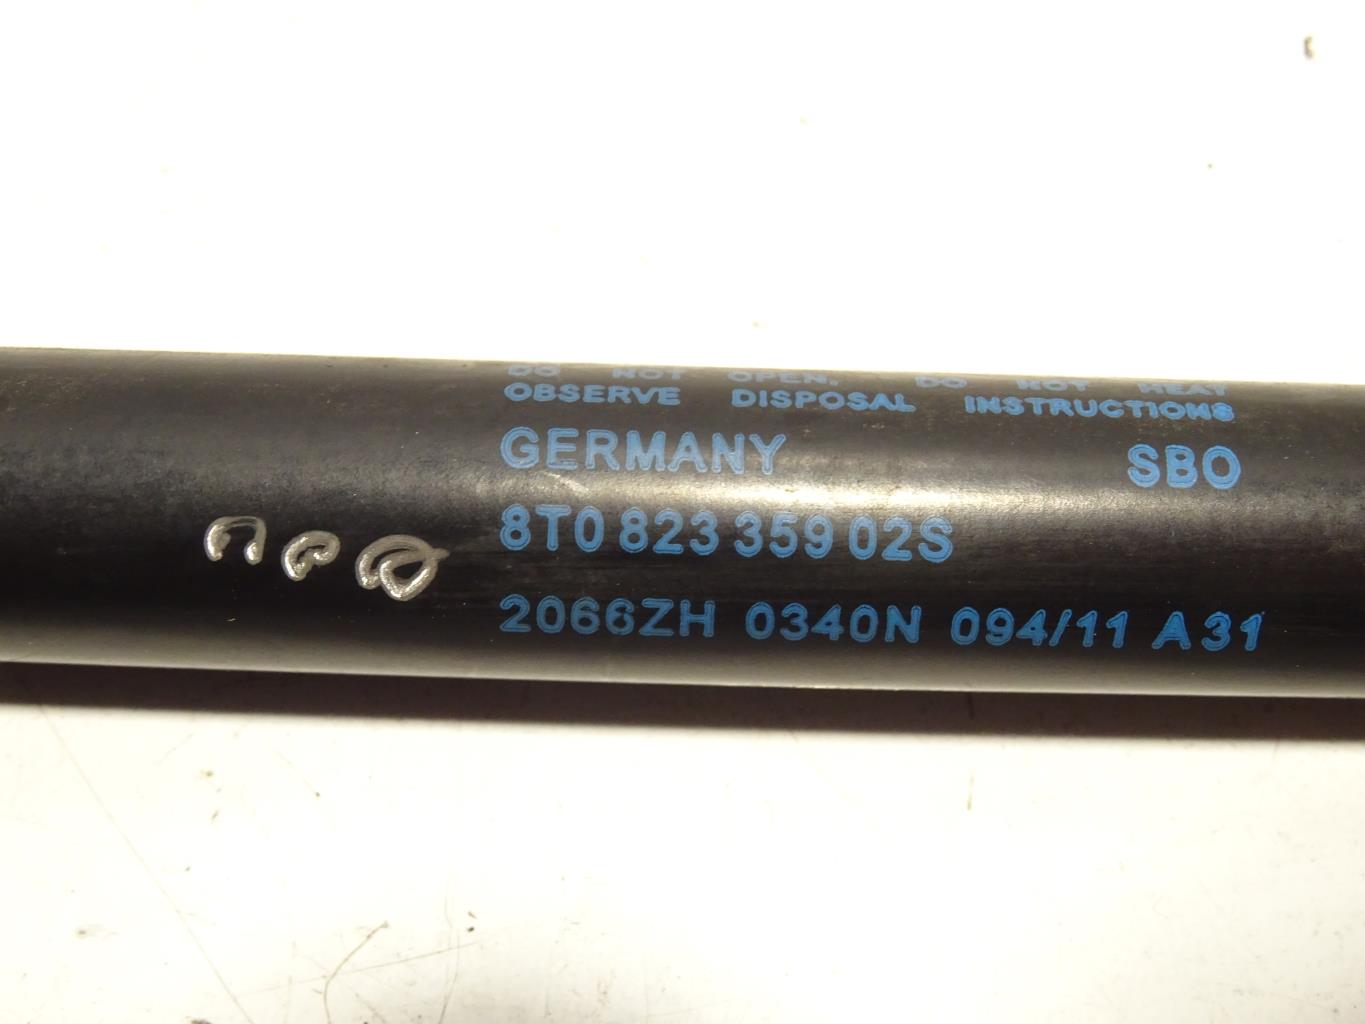 DO NOT OPEN. DO NOT HEAT
OBSERVE DISPOSAL INSTRUCTIONS
GERMANY SBO
8T0 823 359 02S
2066ZH 0340N 094/11 A31